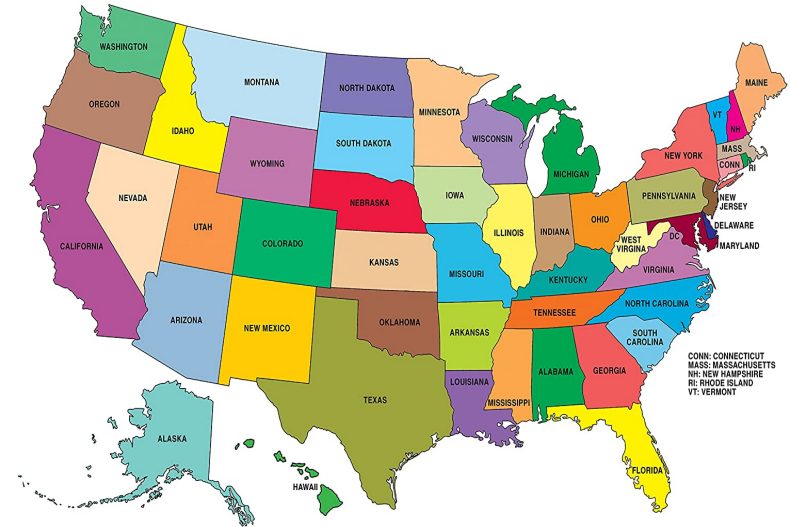 WASHINGTON
MONTANA
NORTH DAKOTA
MINNESOTA
MAINE
OREGON
IDAHO
VT
NH
WISCONSIN
SOUTH DAKOTA
MASS
NEW YORK
WYOMING
CONN
RI
MICHIGAN
NEVADA
NEBRASKA
IOWA
PENNSYLVANIA
NEW
JERSEY
UTAH
OHIO
ILLINOIS
INDIANA
DELAWARE
CALIFORNIA
COLORADO
WEST
VIRGINA
DC
MARYLAND
KANSAS
MISSOURI
VIRGINIA
KENTUCKY
NORTH CAROLINA
ARIZONA
NEW MEXICO
OKLAHOMA
ARKANSAS
TENNESSEE
SOUTH
CAROLINA
CONN: CONNECTICUT
MASS: MASSACHUSETTS
NH: NEW HAMPSHIRE
RI: RHODE ISLAND
VT: VERMONT
ALABAMA
GEORGIA
LOUISIANA
TEXAS
MISSISSIPPI
ALASKA
FLORIDA
HAWAII